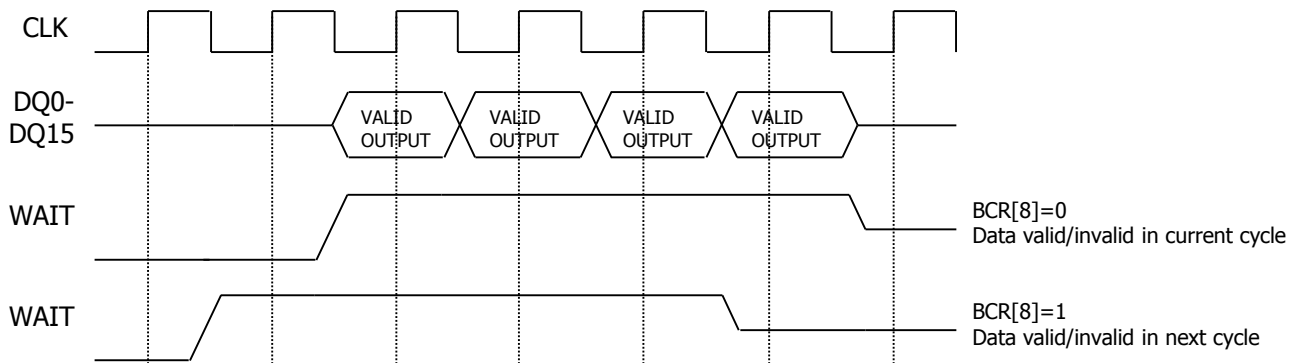 CLK
DQ0-
DQ15
VALID
OUTPUT
VALID
OUTPUT
VALID
OUTPUT
VALID
OUTPUT
WAIT
BCR[8]=0
Data valid/invalid in current cycle
WAIT
BCR[8]=1
Data valid/invalid in next cycle